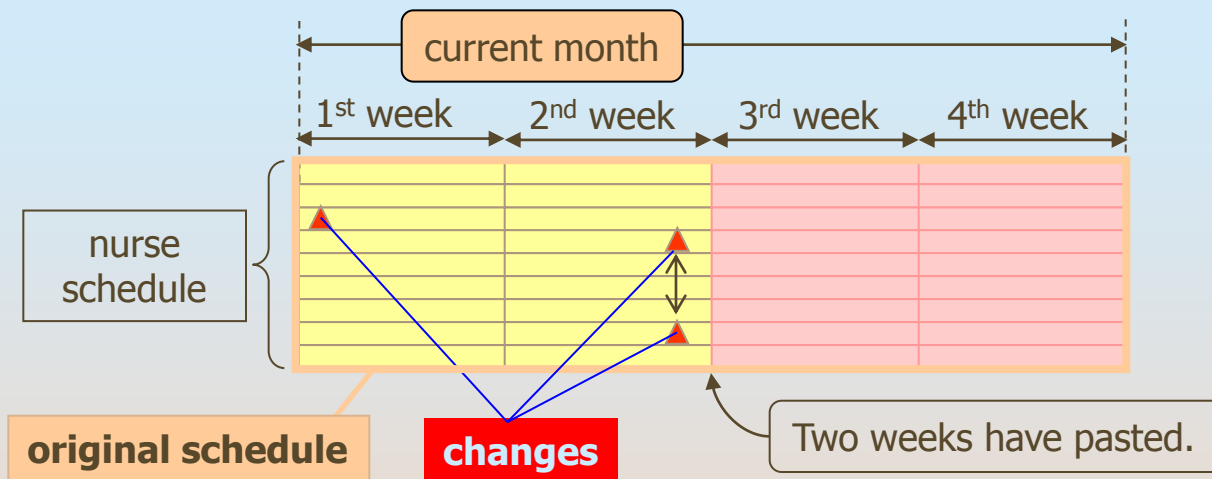 current month
1st week
2nd week
3rd week
4th week
nurse
schedule
original schedule
changes
Two weeks have pasted.